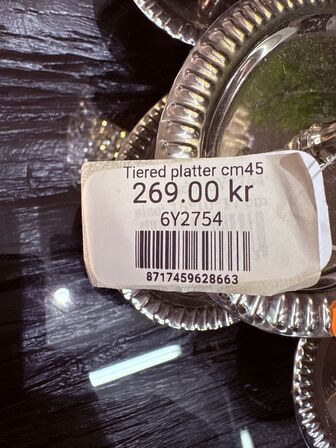 Tiered platter cm45
269.00 kr
6Y2754
8717459628663